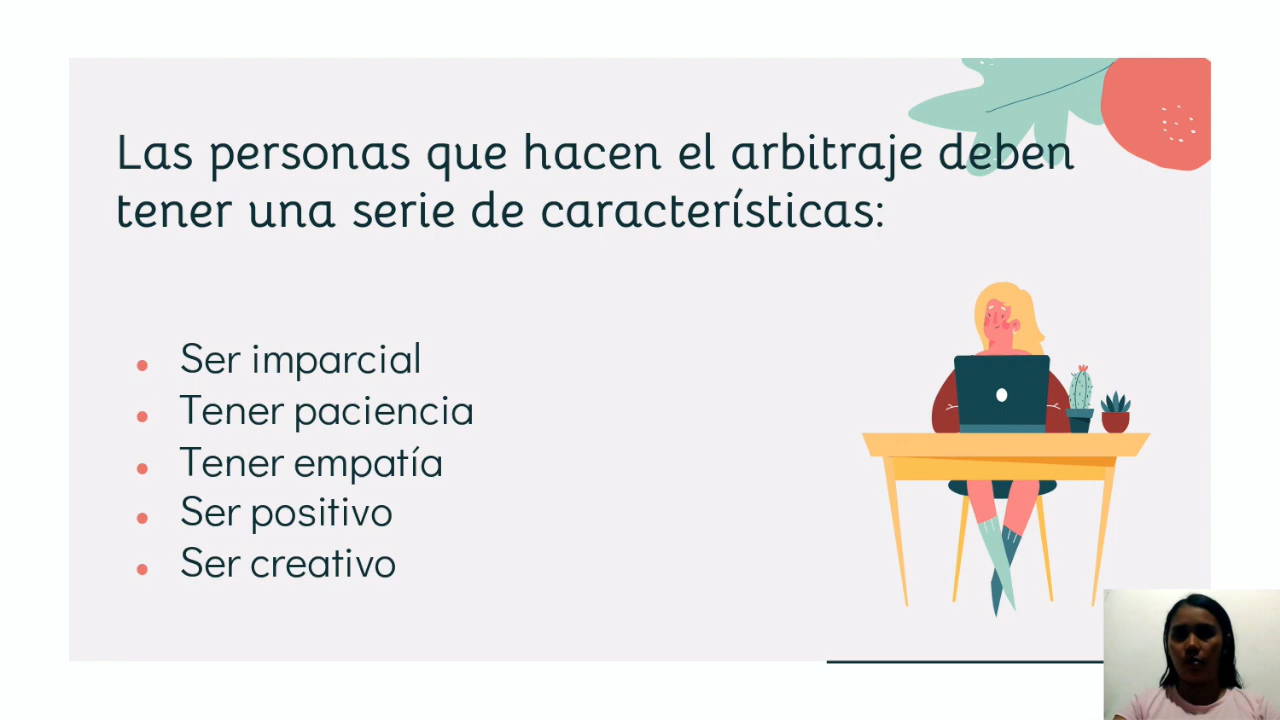 Las personas que hacen el arbitraje deben
tener una serie de características:
Ser imparcial
Tener paciencia
Tener empatía
Ser positivo
Ser creativo